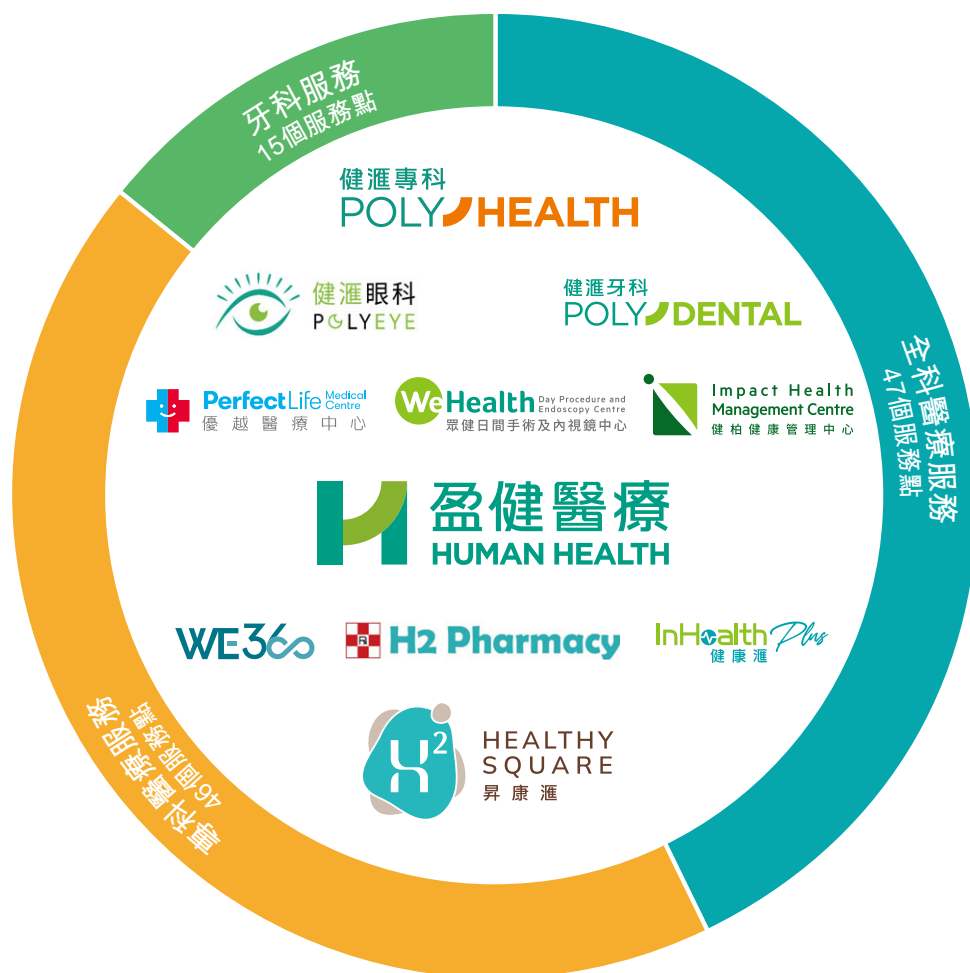 牙科服務
15個服務點
全科醫療服務
47個服務點
專科醫療服務
46個服務點
健滙專科
POLY HEALTH
健滙眼科
POLYEYE
健滙牙科
POLY DENTAL
PerfectLife Medical Centre
優越醫療中心
WeHealth Day Procedure and Endoscopy Centre
眾健日間手術及內視鏡中心
Impact Health
Management Centre
健柏健康管理中心
盈健醫療
HUMAN HEALTH
WE360
R
H2 Pharmacy
InHealth Plus
健康滙
H2
HEALTHY
SQUARE
昇康滙